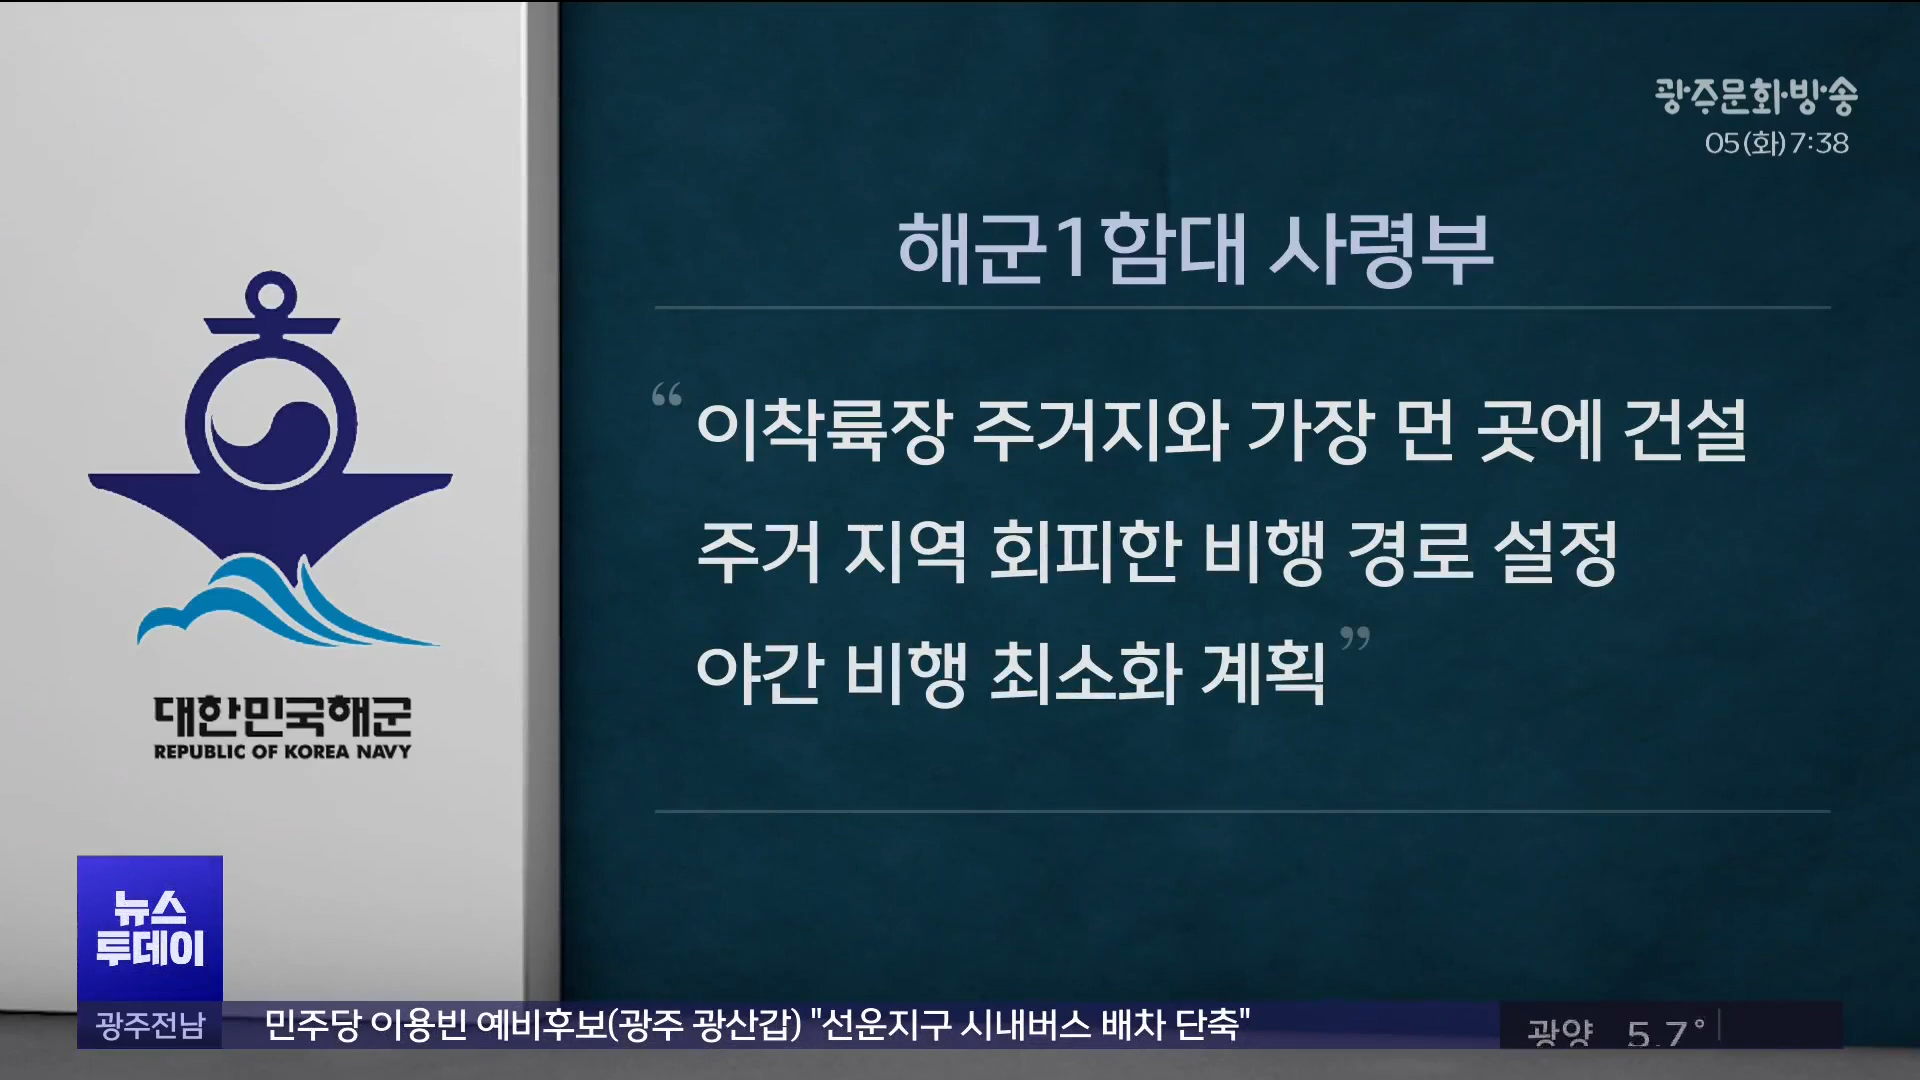 광주문화방송
05(화)7:38
해군1함대 사령부
“이착륙장 주거지와 가장 먼 곳에 건설
주거 지역 회피한 비행 경로 설정
야간 비행 최소화 계획”
대한민국해군
REPUBLIC OF KOREA NAVY
뉴스
투데이
광주전남
민주당 이용빈 예비후보(광주 광산갑) "선운지구 시내버스 배차 단축"
광양 5.7°